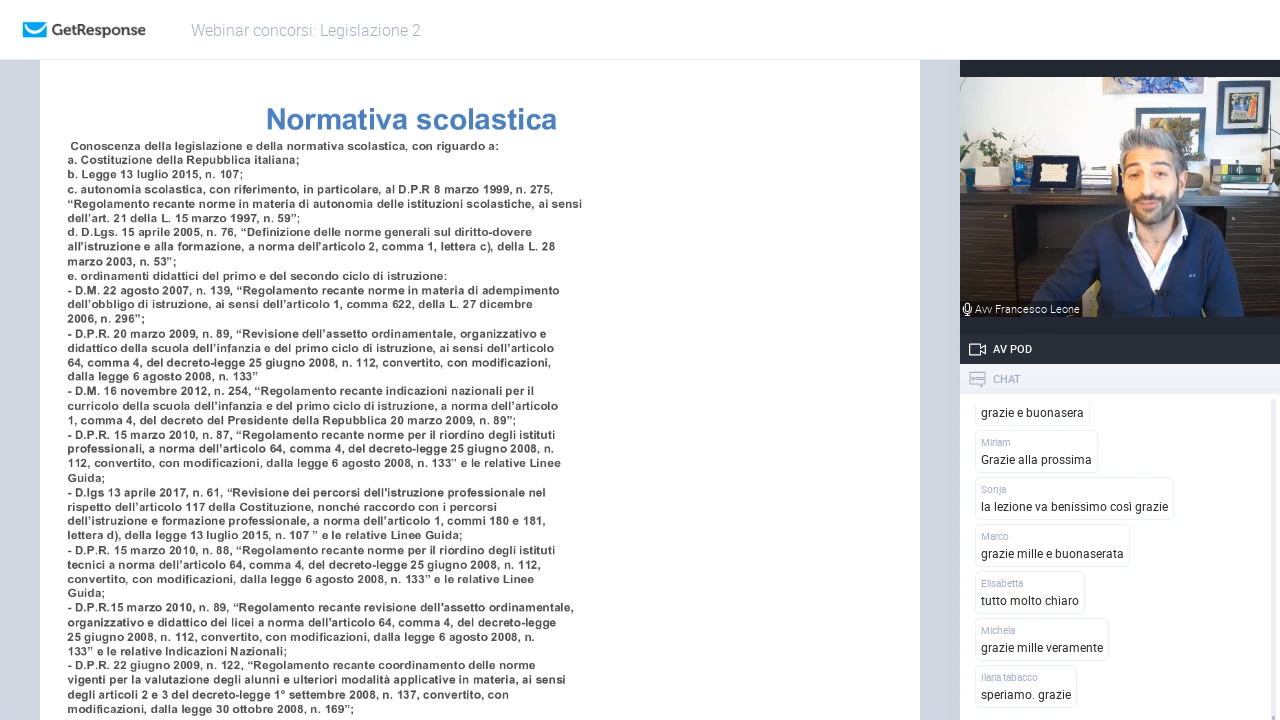 GetResponse
Webinar concorsi: Legislazione 2
Normativa scolastica
Conoscenza della legislazione e della normativa scolastica, con riguardo a:
a. Costituzione della Repubblica italiana;
b. Legge 13 luglio 2015, n. 107;
c. autonomia scolastica, con riferimento, in particolare, al D.P.R 8 marzo 1999, n. 275,
“Regolamento recante norme in materia di autonomia delle istituzioni scolastiche, ai sensi
dell’art. 21 della L. 15 marzo 1997, n. 59”;
d. D.Lgs. 15 aprile 2005, n. 76, “Definizione delle norme generali sul diritto-dovere
all’istruzione e alla formazione, a norma dell’articolo 2, comma 1, lettera c), della L. 28
marzo 2003, n. 53”;
e. ordinamenti didattici del primo e del secondo ciclo di istruzione:
- D.M. 22 agosto 2007, n. 139, “Regolamento recante norme in materia di adempimento
dell’obbligo di istruzione, ai sensi dell’articolo 1, comma 622, della L. 27 dicembre
2006, n. 296”;
- D.P.R. 20 marzo 2009, n. 89, “Revisione dell’assetto ordinamentale, organizzativo e
didattico della scuola dell’infanzia e del primo ciclo di istruzione, ai sensi dell’articolo
64, comma 4, del decreto-legge 25 giugno 2008, n. 112, convertito, con modificazioni,
dalla legge 6 agosto 2008, n. 133”
- D.M. 16 novembre 2012, n. 254, “Regolamento recante indicazioni nazionali per il
curricolo della scuola dell’infanzia e del primo ciclo di istruzione, a norma dell’articolo
1, comma 4, del decreto del Presidente della Repubblica 20 marzo 2009, n. 89”;
- D.P.R. 15 marzo 2010, n. 87, “Regolamento recante norme per il riordino degli istituti
professionali, a norma dell’articolo 64, comma 4, del decreto-legge 25 giugno 2008, n.
112, convertito, con modificazioni, dalla legge 6 agosto 2008, n. 133” e le relative Linee
Guida;
- D.lgs 13 aprile 2017, n. 61, “Revisione dei percorsi dell'istruzione professionale nel
rispetto dell’articolo 117 della Costituzione, nonché raccordo con i percorsi
dell’istruzione e formazione professionale, a norma dell’articolo 1, commi 180 e 181,
lettera d), della legge 13 luglio 2015, n. 107 ” e le relative Linee Guida;
- D.P.R. 15 marzo 2010, n. 88, “Regolamento recante norme per il riordino degli istituti
tecnici a norma dell’articolo 64, comma 4, del decreto-legge 25 giugno 2008, n. 112,
convertito, con modificazioni, dalla legge 6 agosto 2008, n. 133” e le relative Linee
Guida;
- D.P.R.15 marzo 2010, n. 89, “Regolamento recante revisione dell'assetto ordinamentale,
organizzativo e didattico dei licei a norma dell’articolo 64, comma 4, del decreto-legge
25 giugno 2008, n. 112, convertito, con modificazioni, dalla legge 6 agosto 2008, n.
133” e le relative Indicazioni Nazionali;
- D.P.R. 22 giugno 2009, n. 122, “Regolamento recante coordinamento delle norme
vigenti per la valutazione degli alunni e ulteriori modalità applicative in materia, ai sensi
degli articoli 2 e 3 del decreto-legge 1° settembre 2008, n. 137, convertito, con
modificazioni, dalla legge 30 ottobre 2008, n. 169”;
Avv Francesco Leone
AV POD
CHAT
grazie e buonasera
Miriam
Grazie alla prossima
Sonja
la lezione va benissimo così grazie
Marco
grazie mille e buonaserata
Elisabetta
tutto molto chiaro
Michela
grazie mille veramente
Ilaria tabacco
speriamo. grazie